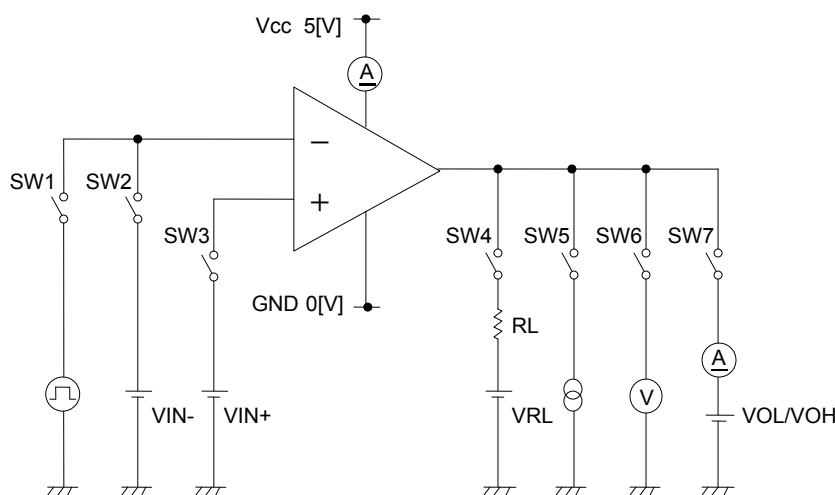 Vcc 5[V]
A
−
+
SW1
SW2
SW3
SW4
SW5
SW6
SW7
GND 0[V]
RL
A
V
VIN-
VIN+
VRL
VOL/VOH